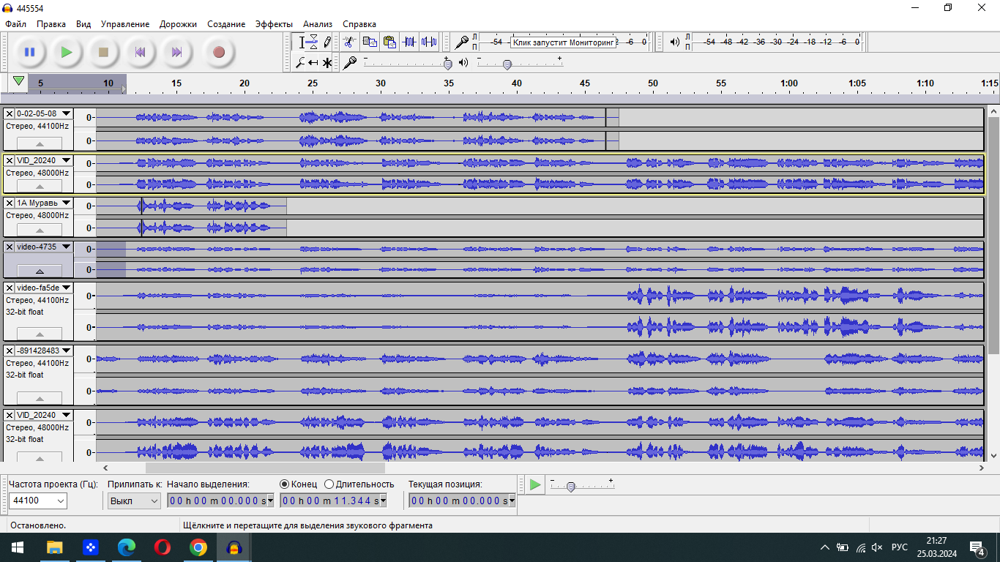 445554
Файл Правка Вид Управление Дорожки Создание Эффекты Анализ Справка
Л
П
-54 Клик запустит Мониторинг 2 -6 0
Л
П
-54 -48 -42 -36 -30 -24 -18 -12 -6 0
5 10 15 20 25 30 35 40 45 50 55 1:00 1:05 1:10 1:15
0-02-05-08
Стерео, 44100Hz
0-
0-
VID_20240
Стерео, 48000Hz
0-
0-
1А Муравь
Стерео, 48000Hz
0-
0-
video-4735
0-
0-
video-fa5de
Стерео, 44100Hz
32-bit float
0-
0-
-891428483
Стерео, 44100Hz
32-bit float
0-
0-
VID_20240
Стерео, 48000Hz
32-bit float
0-
0-
Частота проекта (Гц): Прилипать к: Начало выделения: Конец Длительность Текущая позиция:
44100 Выкл 00 h 00 m 00.000 s 00 h 00 m 11.344 s 00 h 00 m 00.000 s
Остановлено. Щёлкните и перетащите для выделения звукового фрагмента
РУС
21:27
25.03.2024
4